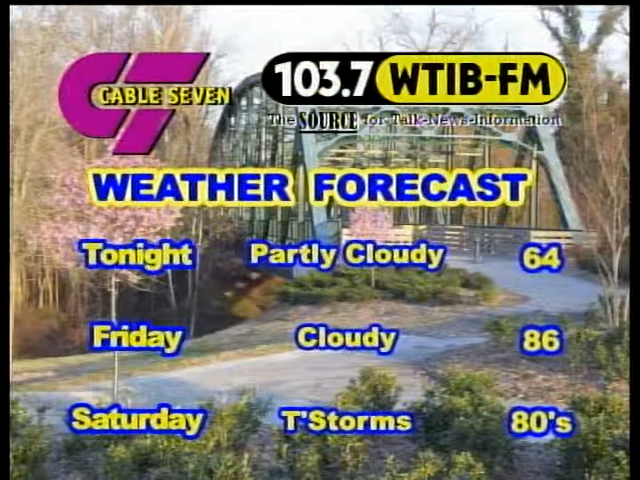 CABLE SEVEN
103.7 WTIB-FM
The SOURCE for Talk-News-Information
WEATHER FORECAST
Tonight Partly Cloudy 64
Friday Cloudy 86
Saturday T'Storms 80's